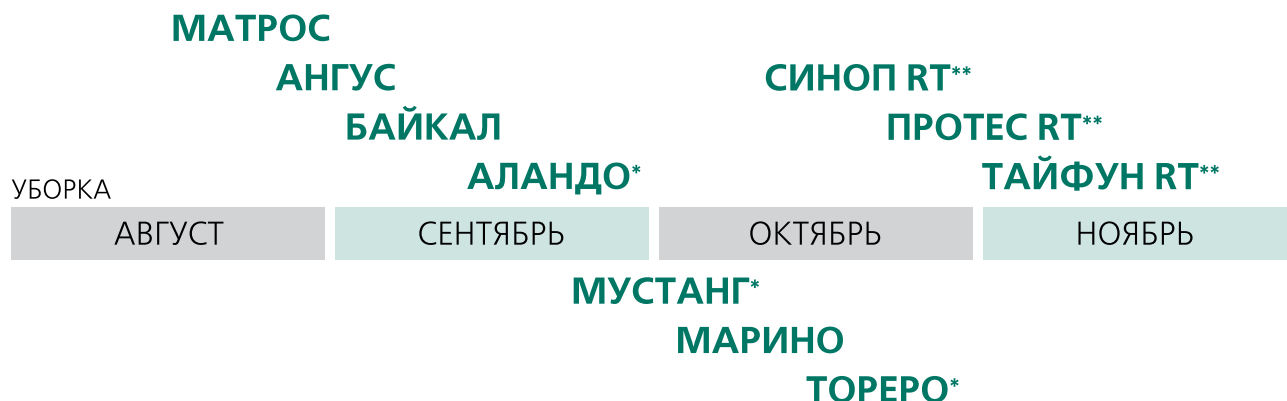 МАТРОС
АНГУС СИНОП RT**
БАЙКАЛ ПРОТЕС RT**
АЛАНДО* ТАЙФУН RT**
УБОРКА
АВГУСТ СЕНТЯБРЬ ОКТЯБРЬ НОЯБРЬ
МУСТАНГ*
МАРИНО
ТОРЕРО*